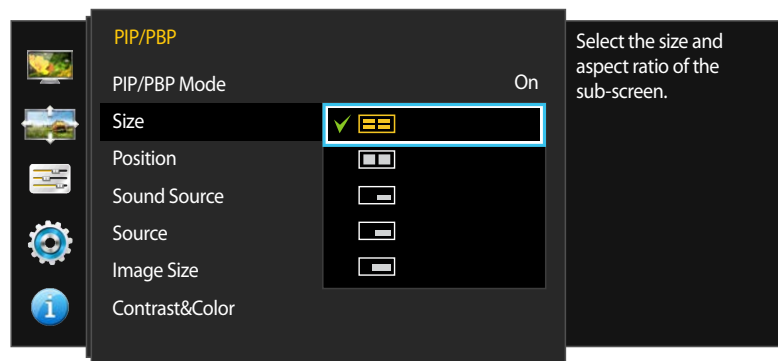 PIP/PBP
PIP/PBP Mode On
Size
Position
Sound Source
Source
Image Size
Contrast&Color
Select the size and
aspect ratio of the
sub-screen.